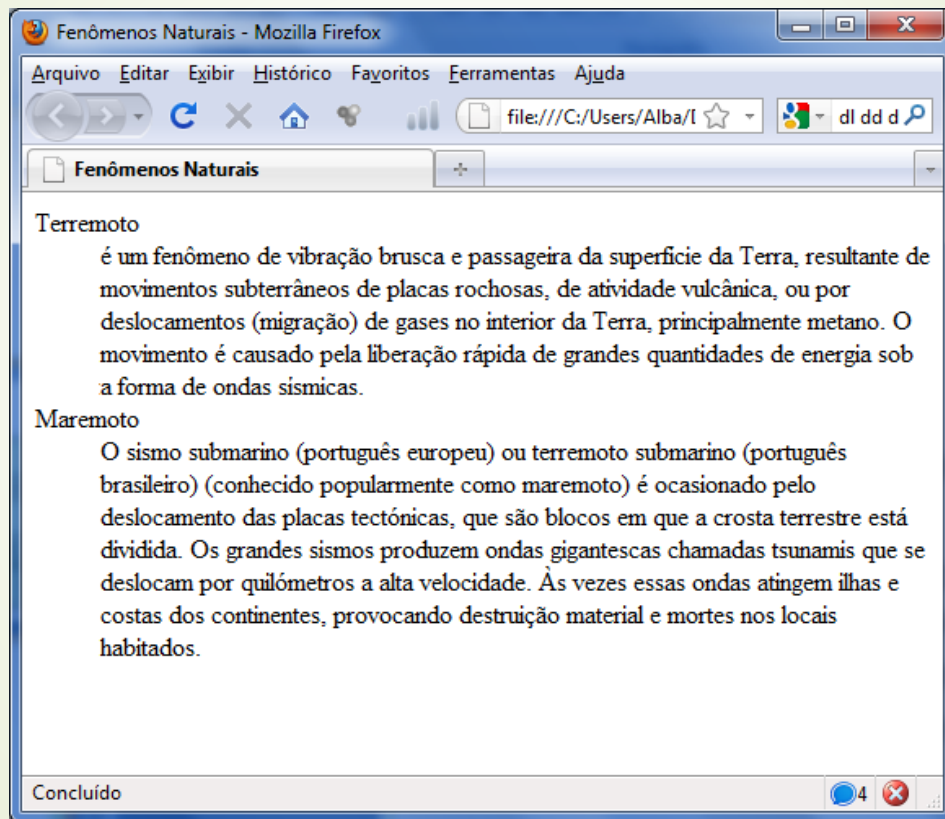 Fenômenos Naturais - Mozilla Firefox
Arquivo Editar Exibir Histórico Favoritos Ferramentas Ajuda
file:///C:/Users/Alba/[ dl dd d
Fenômenos Naturais
Terremoto
é um fenômeno de vibração brusca e passageira da superfície da Terra, resultante de
movimentos subterrâneos de placas rochosas, de atividade vulcânica, ou por
deslocamentos (migração) de gases no interior da Terra, principalmente metano. O
movimento é causado pela liberação rápida de grandes quantidades de energia sob
a forma de ondas sísmicas.
Maremoto
O sismo submarino (português europeu) ou terremoto submarino (português
brasileiro) (conhecido popularmente como maremoto) é ocasionado pelo
deslocamento das placas tectónicas, que são blocos em que a crosta terrestre está
dividida. Os grandes sismos produzem ondas gigantescas chamadas tsunamis que se
deslocam por quilómetros a alta velocidade. Às vezes essas ondas atingem ilhas e
costas dos continentes, provocando destruição material e mortes nos locais
habitados.
Concluído 4